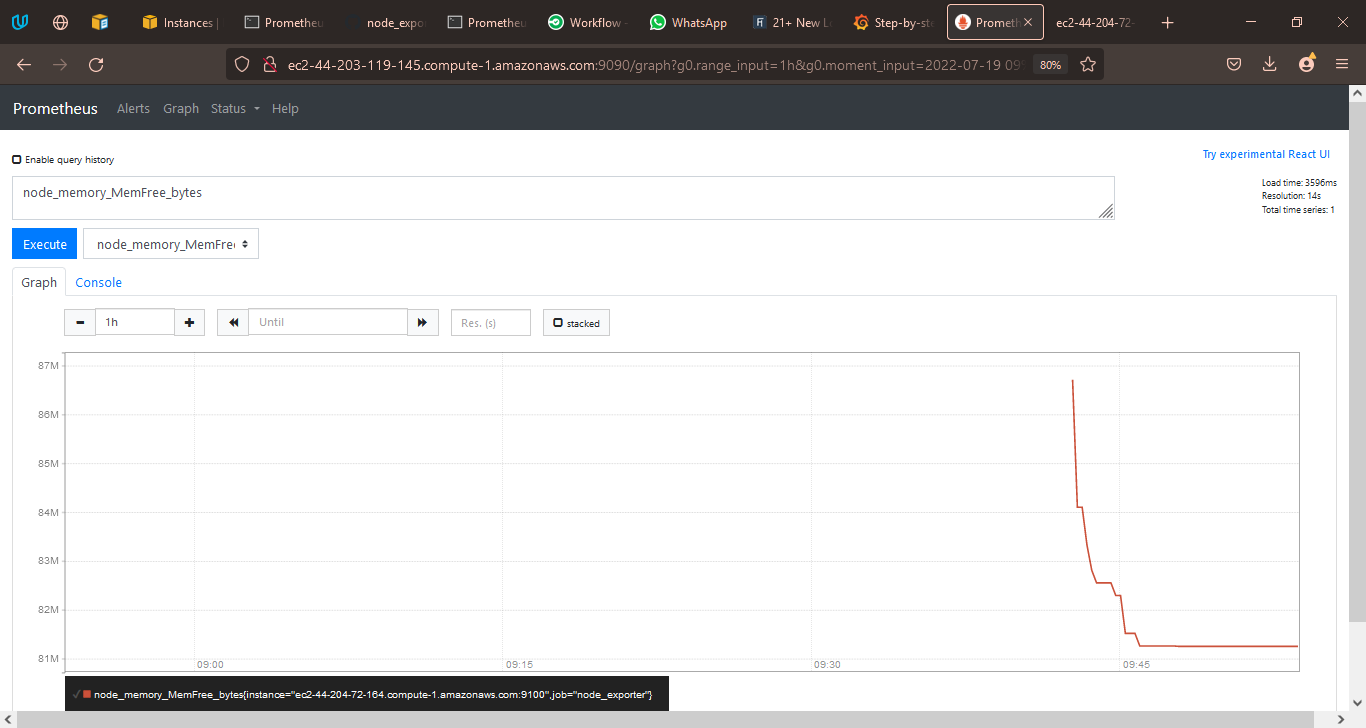 Instances |
Prometheu
node_expo
Prometheu
Workflow
WhatsApp
21+ New L
Step-by-ste
Prometh
ec2-44-204-72-
ec2-44-203-119-145.compute-1.amazonaws.com:9090/graph?g0.range_input=1h&g0.moment_input=2022-07-19 09
80%
Prometheus
Alerts
Graph
Status
Help
Enable query history
Try experimental React UI
node_memory_MemFree_bytes
Load time: 3596ms
Resolution: 14s
Total time series: 1
Execute
node_memory_MemFre
Graph
Console
1h
Until
Res. (s)
stacked
87M
86M
85M
84M
83M
82M
81M
09:00
09:15
09:30
09:45
node_memory_MemFree_bytes{instance="ec2-44-204-72-164.compute-1.amazonaws.com:9100",job="node_exporter"}